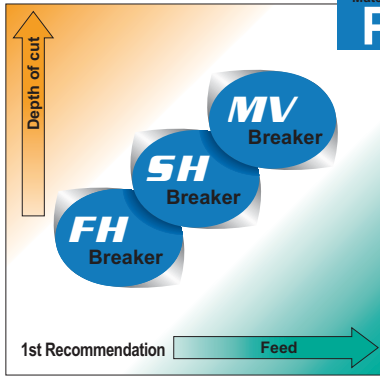 P
Depth of cut
MV
Breaker
SH
Breaker
FH
Breaker
1st Recommendation
Feed